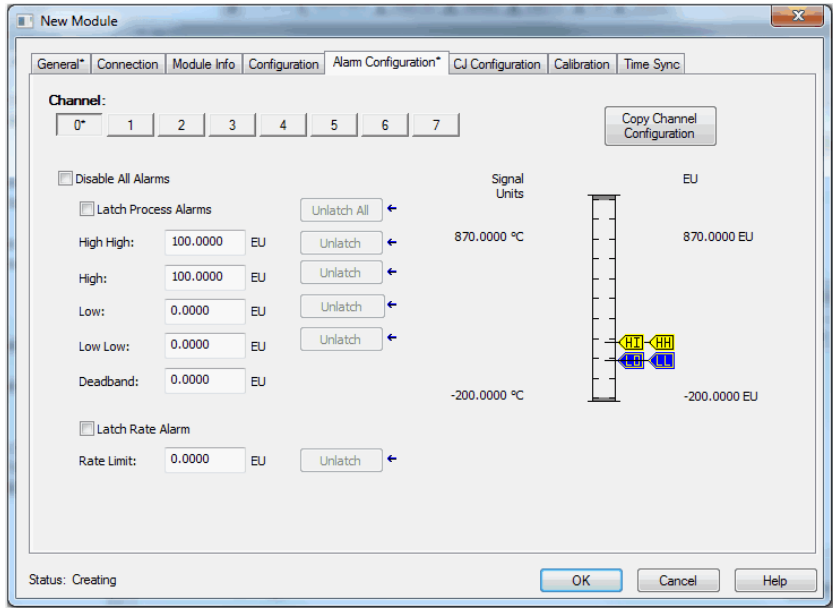 New Module
General* Connection Module Info Configuration Alarm Configuration* CJ Configuration Calibration Time Sync
Channel:
0* 1 2 3 4 5 6 7
Copy Channel
Configuration
Disable All Alarms
Signal
Units
EU
Latch Process Alarms Unlatch All
High High: 100.0000 EU Unlatch 870.0000 °C 870.0000 EU
High: 100.0000 EU Unlatch
Low: 0.0000 EU Unlatch
Low Low: 0.0000 EU Unlatch HI HH
LO LL
Deadband: 0.0000 EU -200.0000 °C -200.0000 EU
Latch Rate Alarm
Rate Limit: 0.0000 EU Unlatch
Status: Creating OK Cancel Help